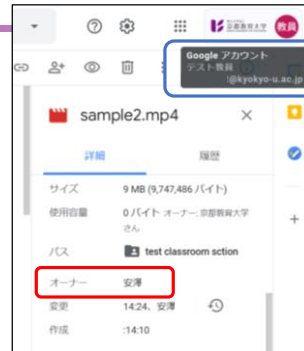 京都教育大学
教員
Google アカウント
テスト教員
@kyokyo-u.ac.jp
sample2.mp4
詳細
履歴
サイズ
9 MB (9,747,486 バイト)
使用容量
0 バイト オーナー: 京都教育大学
さん
パス
test classroom sction
オーナー
安澤
変更
14:24、安澤
作成
:14:10